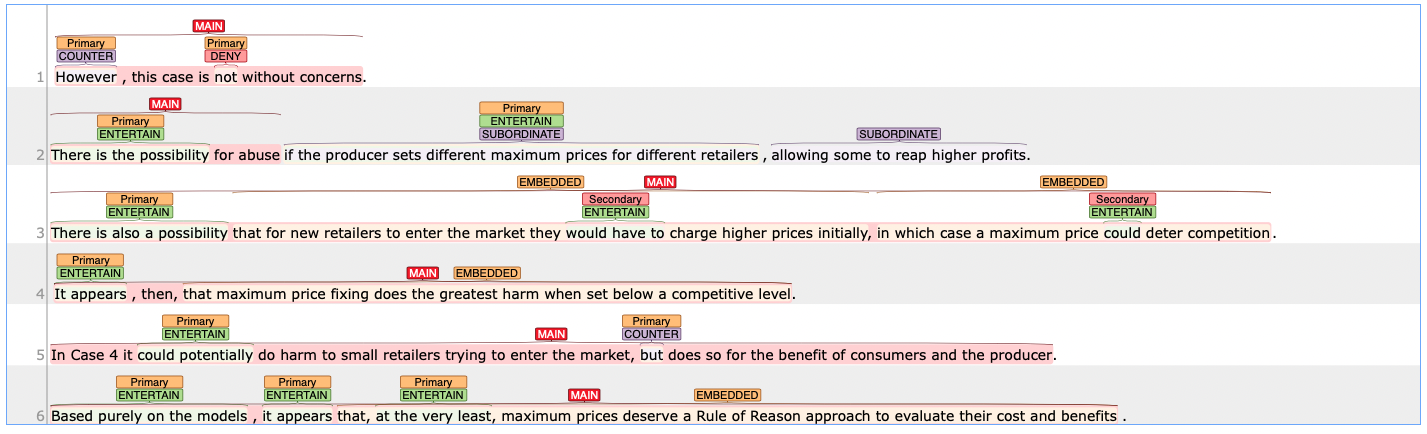 MAIN
Primary Primary
COUNTER DENY
1 However , this case is not without concerns.
MAIN Primary
Primary ENTERTAIN
ENTERTAIN SUBORDINATE SUBORDINATE
2 There is the possibility for abuse if the producer sets different maximum prices for different retailers , allowing some to reap higher profits.
EMBEDDED MAIN EMBEDDED
Primary Secondary Secondary
ENTERTAIN ENTERTAIN ENTERTAIN
3 There is also a possibility that for new retailers to enter the market they would have to charge higher prices initially, in which case a maximum price could deter competition.
Primary
ENTERTAIN MAIN EMBEDDED
4 It appears , then, that maximum price fixing does the greatest harm when set below a competitive level.
Primary Primary
ENTERTAIN MAIN COUNTER
5 In Case 4 it could potentially do harm to small retailers trying to enter the market, but does so for the benefit of consumers and the producer.
Primary Primary Primary
ENTERTAIN ENTERTAIN ENTERTAIN MAIN EMBEDDED
6 Based purely on the models , it appears that, at the very least, maximum prices deserve a Rule of Reason approach to evaluate their cost and benefits .